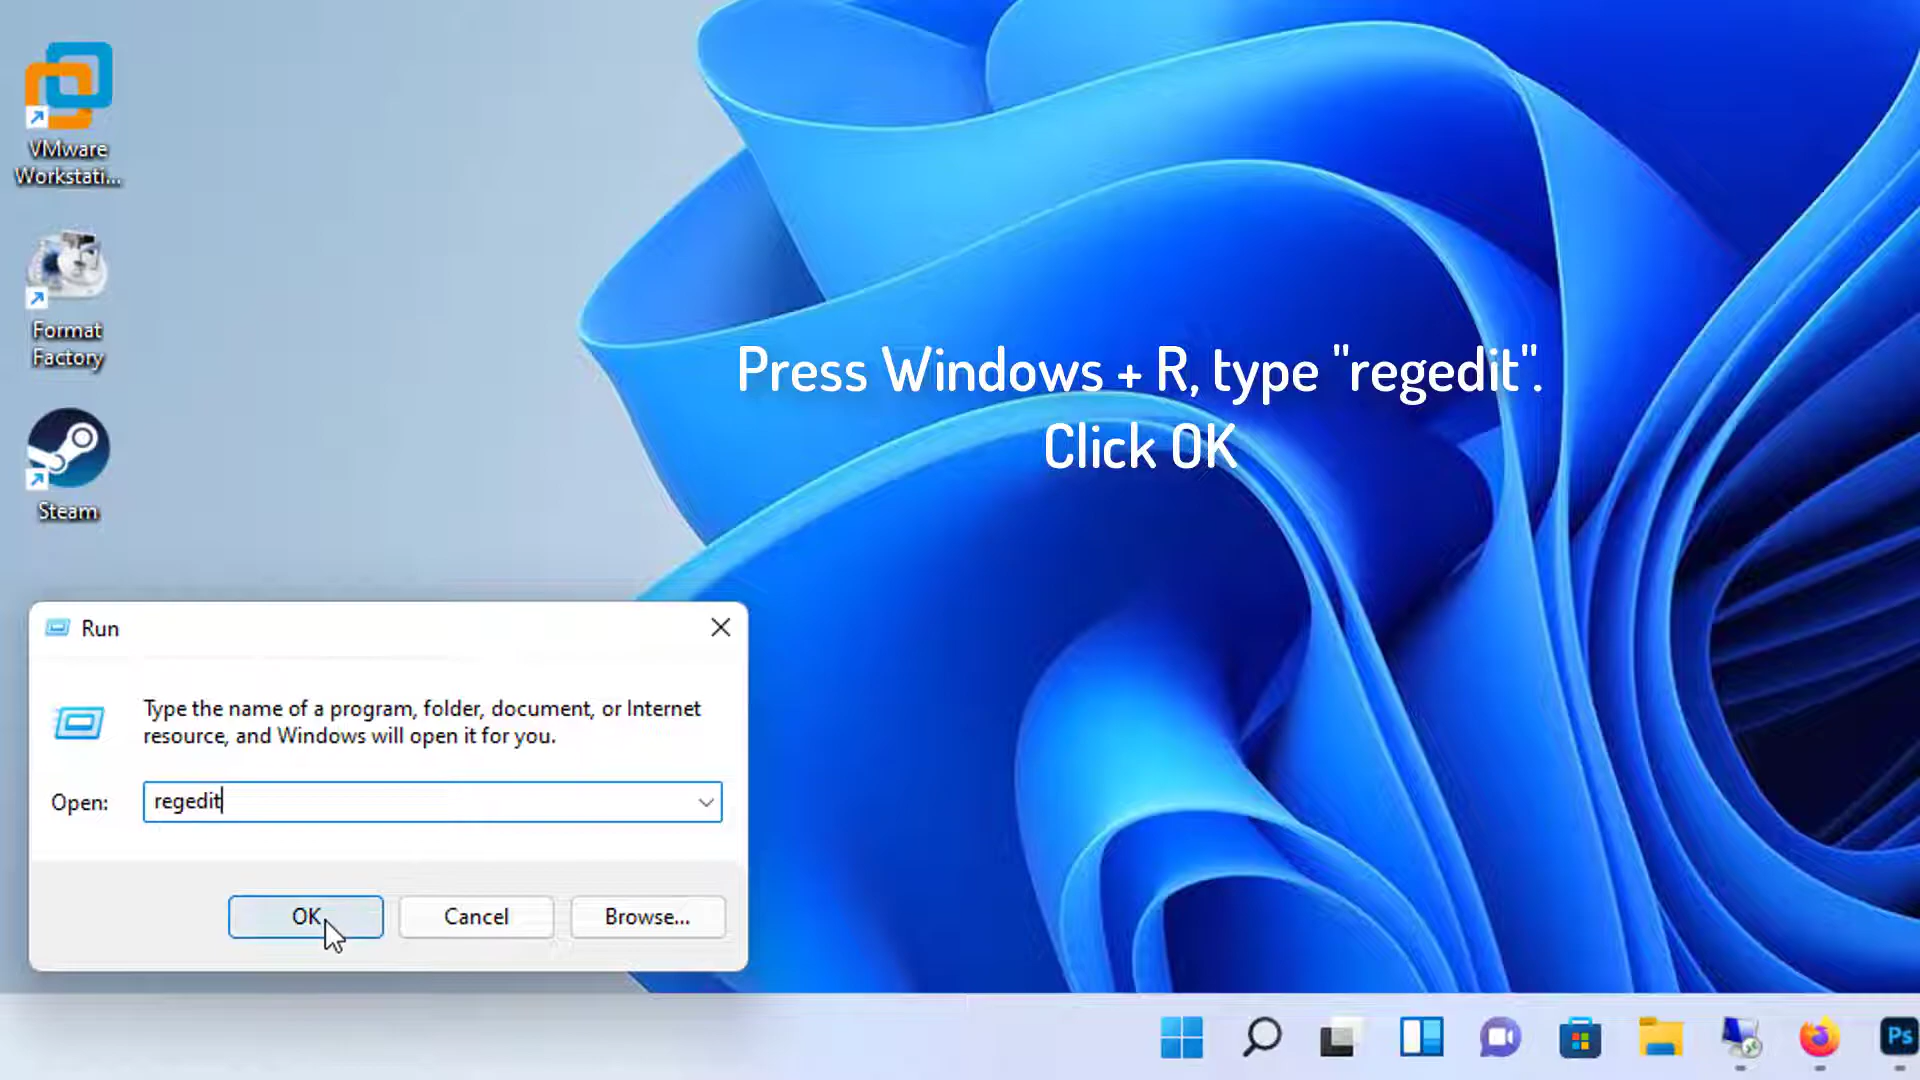 VMware
Workstati...
Format
Factory
Steam
Press Windows + R, type "regedit".
Click OK
Run
Type the name of a program, folder, document, or Internet
resource, and Windows will open it for you.
Open:
regedit
OK
Cancel
Browse...
Ps